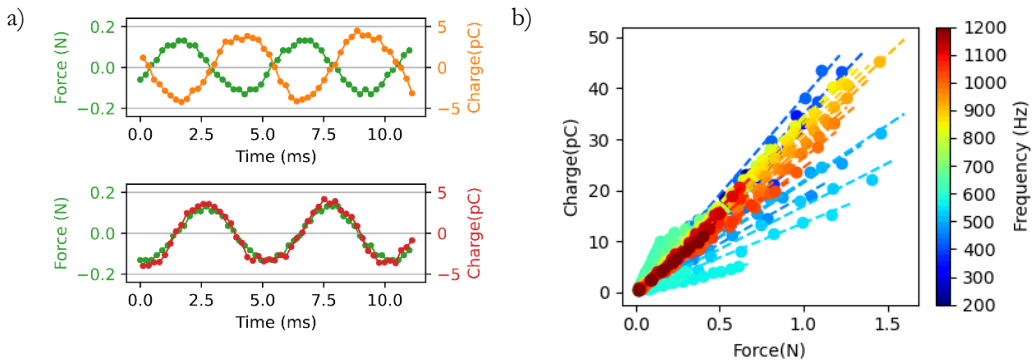 a)
0.2
0.0
−0.2
Force (N)
5
0
−5
Charge(pC)
0.0 2.5 5.0 7.5 10.0
Time (ms)
0.2
0.0
−0.2
Force (N)
5
0
−5
Charge(pC)
0.0 2.5 5.0 7.5 10.0
Time (ms)
b)
50
40
30
20
10
0
Charge(pC)
0.0 0.5 1.0 1.5
Force(N)
1200
1100
1000
900
800
700
600
500
400
300
200
Frequency (Hz)